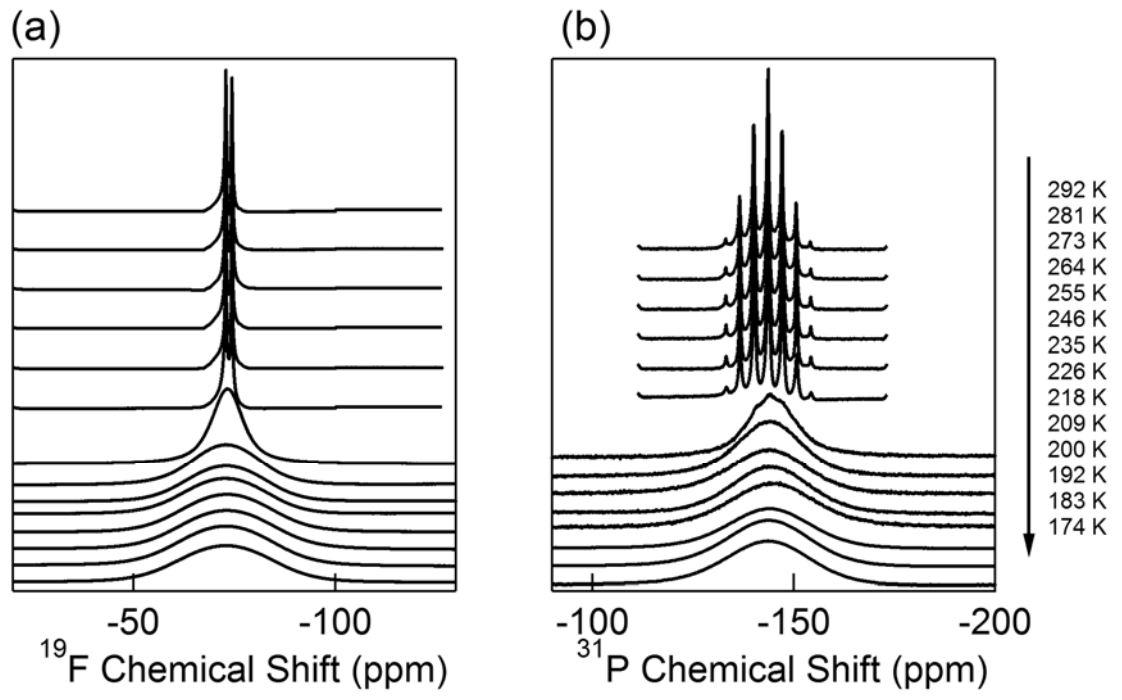 (a) (b)
292 K
281 K
273 K
264 K
255 K
246 K
235 K
226 K
218 K
209 K
200 K
192 K
183 K
174 K
-50 -100 -100 -150 -200
¹⁹F Chemical Shift (ppm) ³¹P Chemical Shift (ppm)